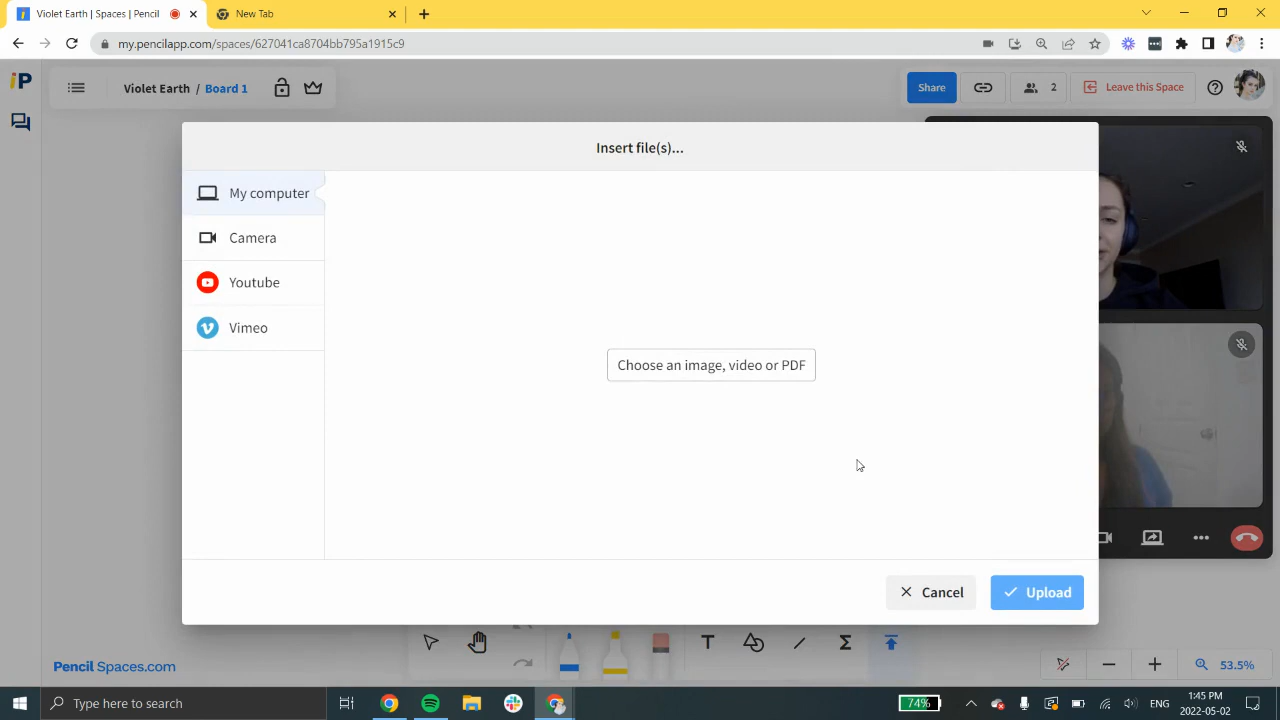 Violet Earth | Spaces | Pencil
New Tab
my.pencilapp.com/spaces/627041ca8704bb795a1915c9
Violet Earth / Board 1
Share
2
Leave this Space
Insert file(s)...
My computer
Camera
Youtube
Vimeo
Choose an image, video or PDF
Cancel
Upload
Pencil Spaces.com
53.5%
Type here to search
74%
ENG
1:45 PM
2022-05-02